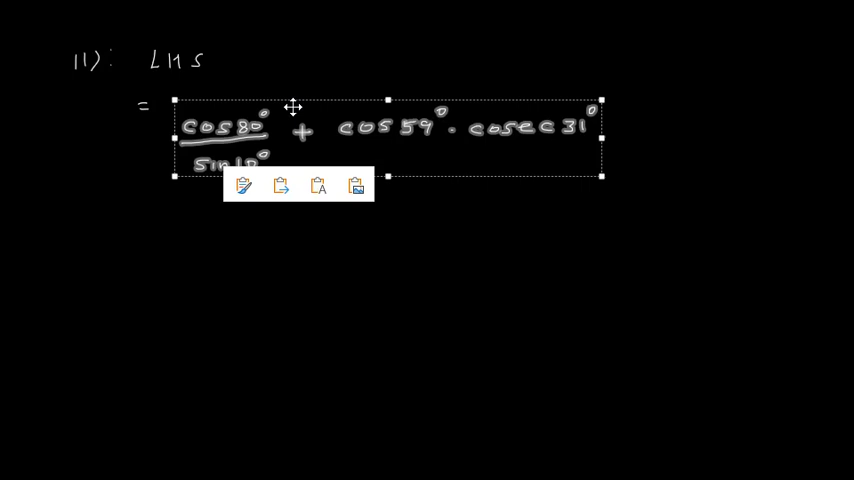 11): LHS
= cos80° + cos59° . cosec31°
sin10°